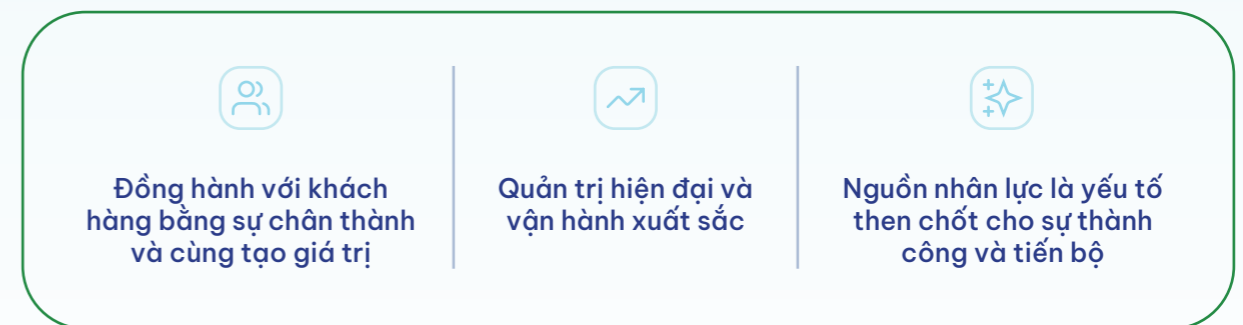 Đồng hành với khách
hàng bằng sự chân thành
và cùng tạo giá trị
Quản trị hiện đại và
vận hành xuất sắc
Nguồn nhân lực là yếu tố
then chốt cho sự thành
công và tiến bộ